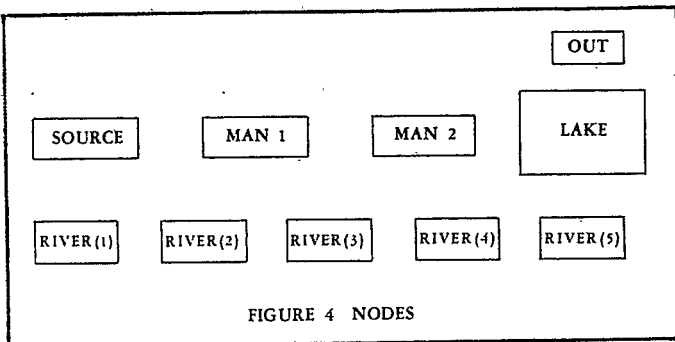 OUT
SOURCE MAN 1 MAN 2 LAKE
RIVER(1) RIVER(2) RIVER(3) RIVER(4) RIVER(5)
FIGURE 4 NODES